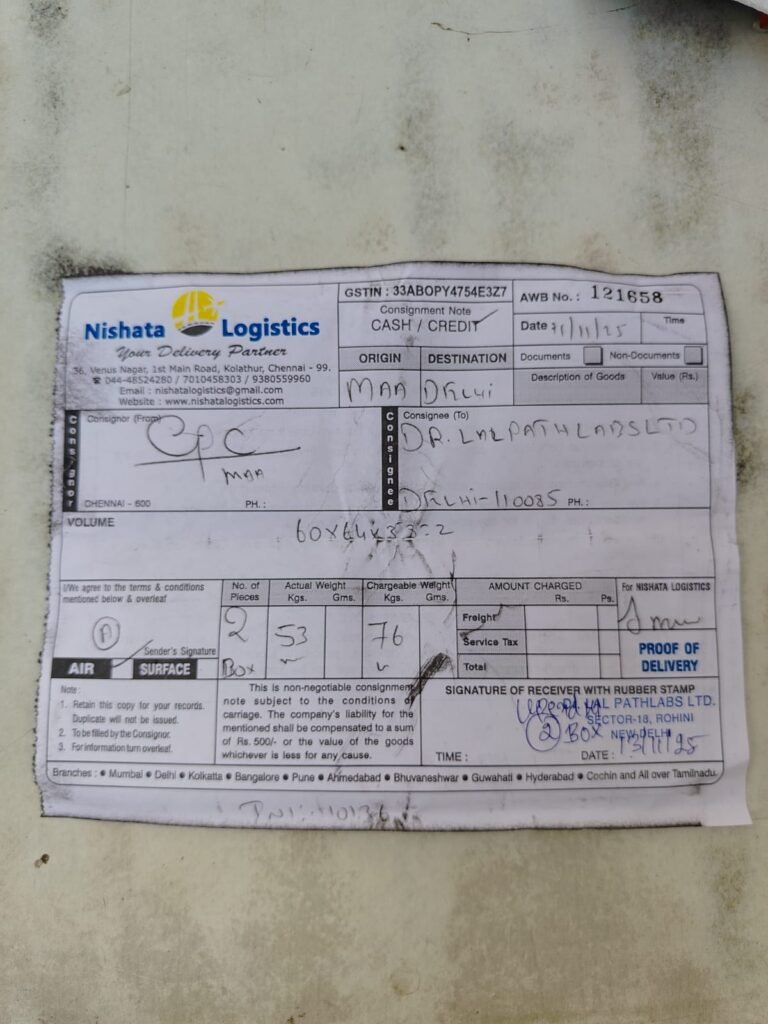 Nishata Logistics
Your Delivery Partner
36, Venus Nagar, 1st Main Road, Kolathur, Chennai - 99.
☎ 044-48524280 / 7010458303 / 9380559960
Email : nishatalogistics@gmail.com
Website : www.nishatalogistics.com
GSTIN : 33ABOPY4754E3Z7
Consignment Note
CASH / CREDIT
AWB No. : 121658
Date /11/25
Time
ORIGIN
DESTINATION
MAA
DELHI
Documents
Non-Documents
Description of Goods
Value (Rs.)
Consignor
Consignor (From)
CPC
MAA
CHENNAI - 600
PH. :
Consignee
Consignee (To)
DR. LAL PATHLABS LTD
DELHI-110085 PH. :
VOLUME
60x64x33=2
I/We agree to the terms & conditions
mentioned below & overleaf
A
Sender's Signature
AIR
SURFACE
No. of
Pieces
2
BOX
Actual Weight
Kgs. Gms.
53
Chargeable Weight
Kgs. Gms.
76
AMOUNT CHARGED
Rs. Ps.
Freight
Service Tax
Total
For NISHATA LOGISTICS
PROOF OF
DELIVERY
Note :
1. Retain this copy for your records.
Duplicate will not be issued.
2. To be filled by the Consignor.
3. For information turn overleaf.
This is non-negotiable consignment
note subject to the conditions of
carriage. The company's liability for the
mentioned shall be compensated to a sum
of Rs. 500/- or the value of the goods
whichever is less for any cause.
SIGNATURE OF RECEIVER WITH RUBBER STAMP
LAL PATHLABS LTD.
SECTOR-18, ROHINI
NEW DELHI
2 BOX
TIME :
DATE : 13/11/25
Branches : • Mumbai • Delhi • Kolkatta • Bangalore • Pune • Ahmedabad • Bhuvaneshwar • Guwahati • Hyderabad • Cochin and All over Tamilnadu.